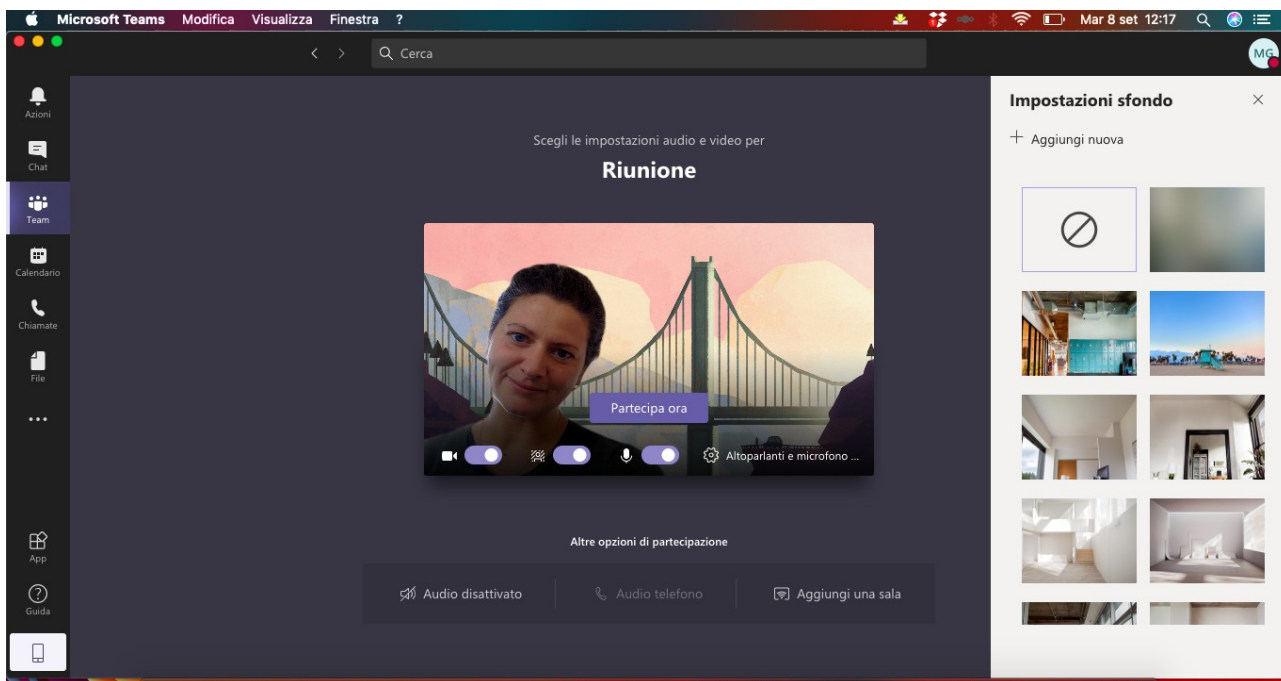 Microsoft Teams Modifica Visualizza Finestra ? Mar 8 set 12:17
Cerca
MG
Azioni
Chat
Team
Calendario
Chiamate
File
App
Guida
Scegli le impostazioni audio e video per
Riunione
Partecipa ora
Altoparlanti e microfono ...
Altre opzioni di partecipazione
Audio disattivato
Audio telefono
Aggiungi una sala
Impostazioni sfondo
Aggiungi nuova